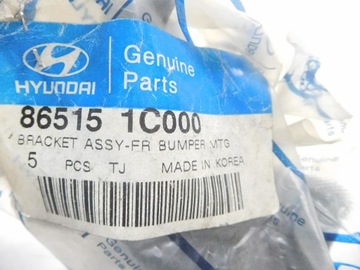 HYUNDAI
Genuine
Parts
86515 1C000
BRACKET ASSY-FR BUMPER MTG
5 PCS TJ MADE IN KOREA